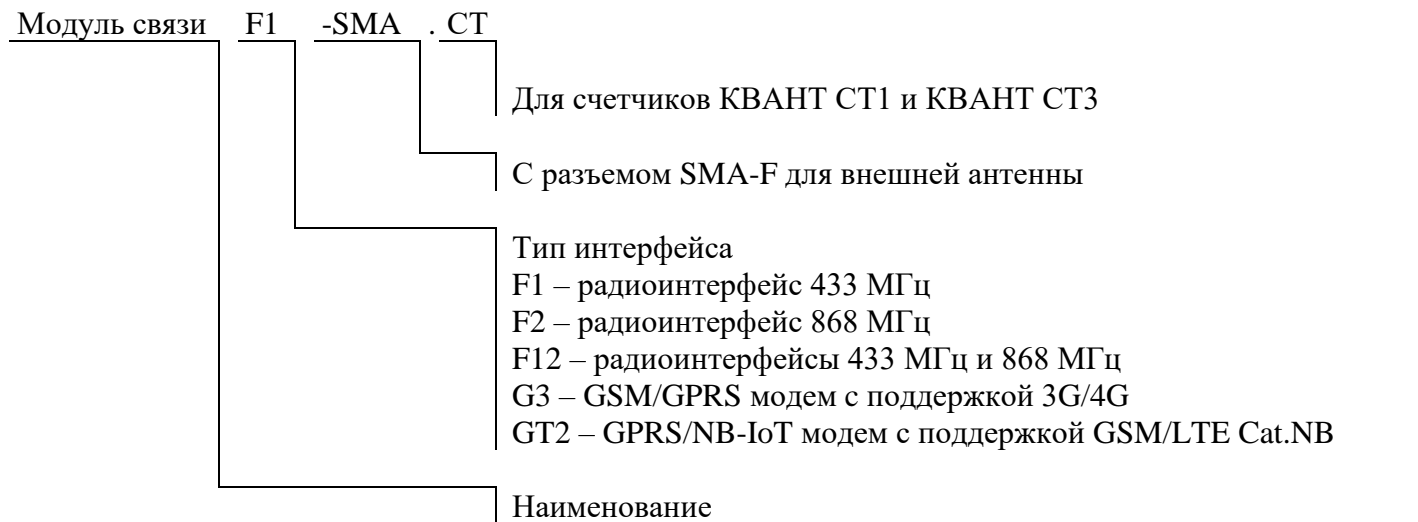 Модуль связи F1 -SMA . СТ
Для счетчиков КВАНТ СТ1 и КВАНТ СТ3
С разъемом SMA-F для внешней антенны
Тип интерфейса
F1 – радиоинтерфейс 433 МГц
F2 – радиоинтерфейс 868 МГц
F12 – радиоинтерфейсы 433 МГц и 868 МГц
G3 – GSM/GPRS модем с поддержкой 3G/4G
GT2 – GPRS/NB-IoT модем с поддержкой GSM/LTE Cat.NB
Наименование